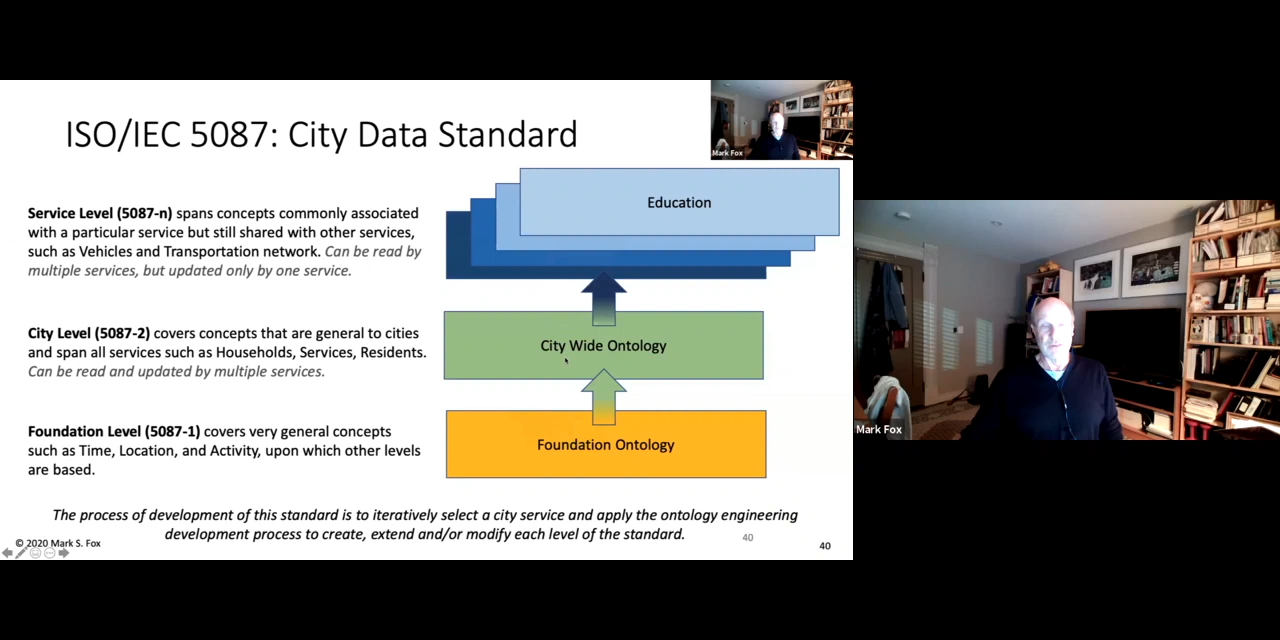 ISO/IEC 5087: City Data Standard
Mark Fox
Service Level (5087-n) spans concepts commonly associated
with a particular service but still shared with other services,
such as Vehicles and Transportation network. Can be read by
multiple services, but updated only by one service.
Education
City Level (5087-2) covers concepts that are general to cities
and span all services such as Households, Services, Residents.
Can be read and updated by multiple services.
City Wide Ontology
Foundation Level (5087-1) covers very general concepts
such as Time, Location, and Activity, upon which other levels
are based.
Foundation Ontology
The process of development of this standard is to iteratively select a city service and apply the ontology engineering
development process to create, extend and/or modify each level of the standard.
© 2020 Mark S. Fox
40
40
Mark Fox